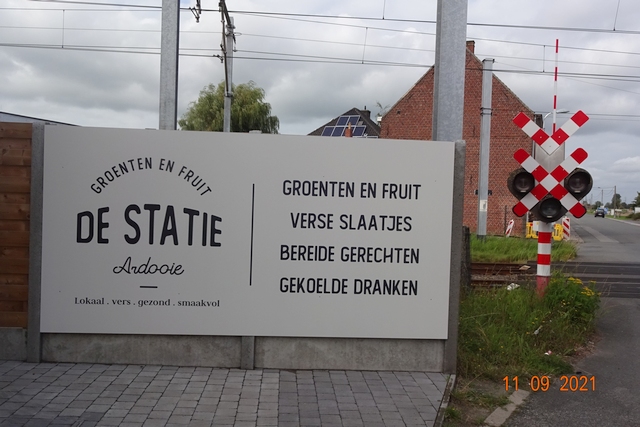 GROENTEN EN FRUIT
DE STATIE
Ardooie
Lokaal . vers . gezond . smaakvol
GROENTEN EN FRUIT
VERSE SLAATJES
BEREIDE GERECHTEN
GEKOELDE DRANKEN
11 09 2021